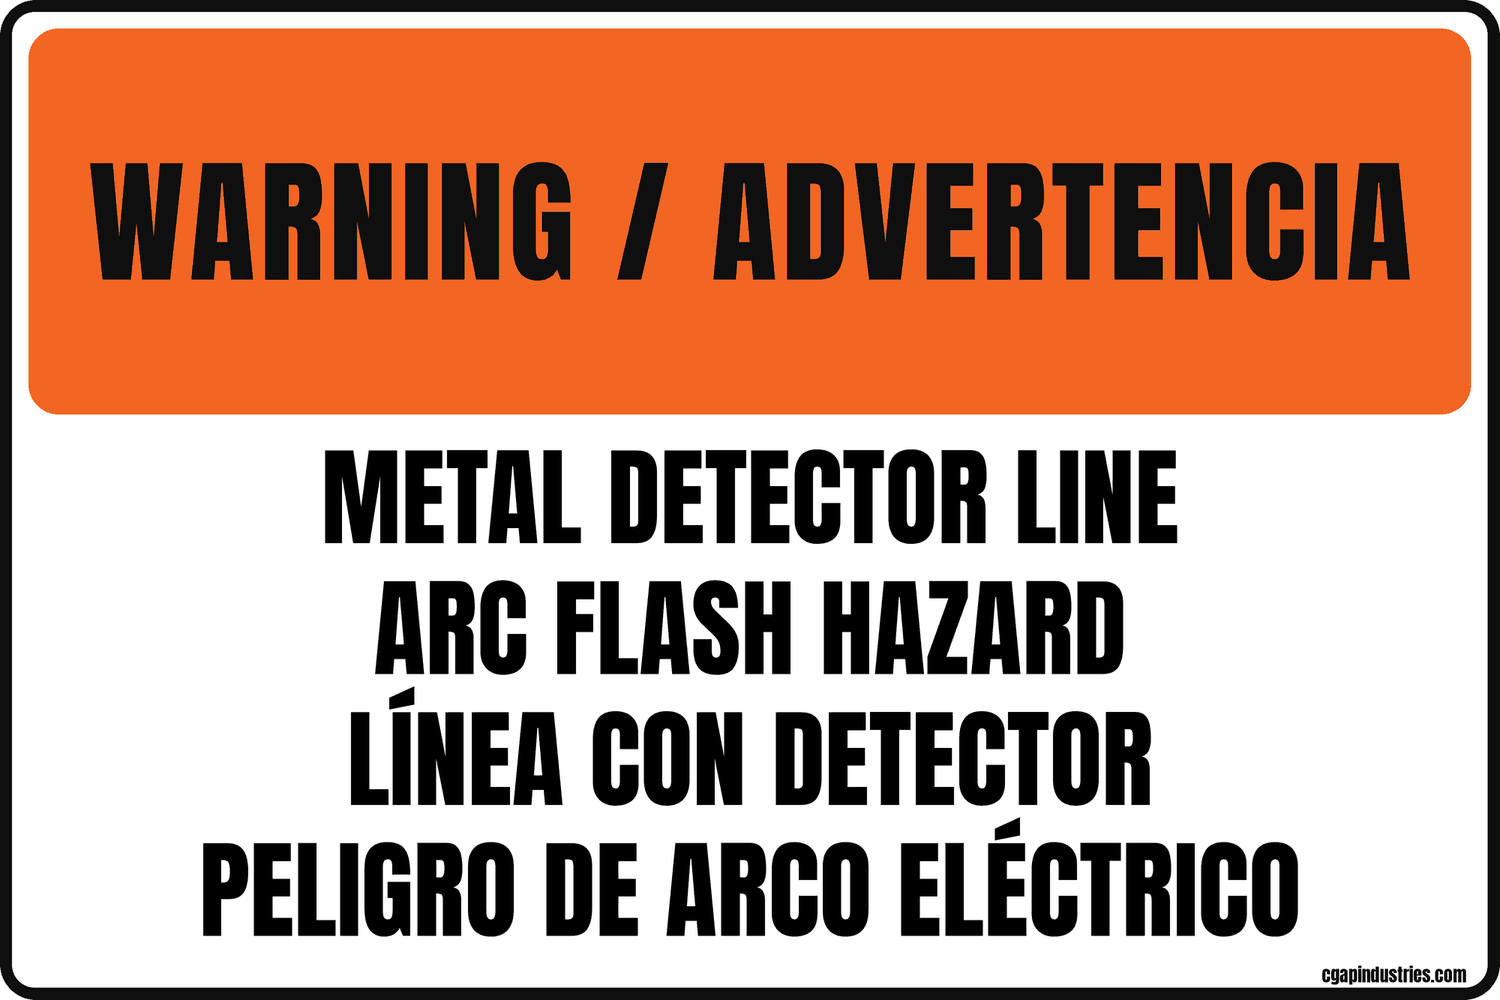 WARNING / ADVERTENCIA
METAL DETECTOR LINE
ARC FLASH HAZARD
LÍNEA CON DETECTOR
PELIGRO DE ARCO ELÉCTRICO
cgapindustries.com